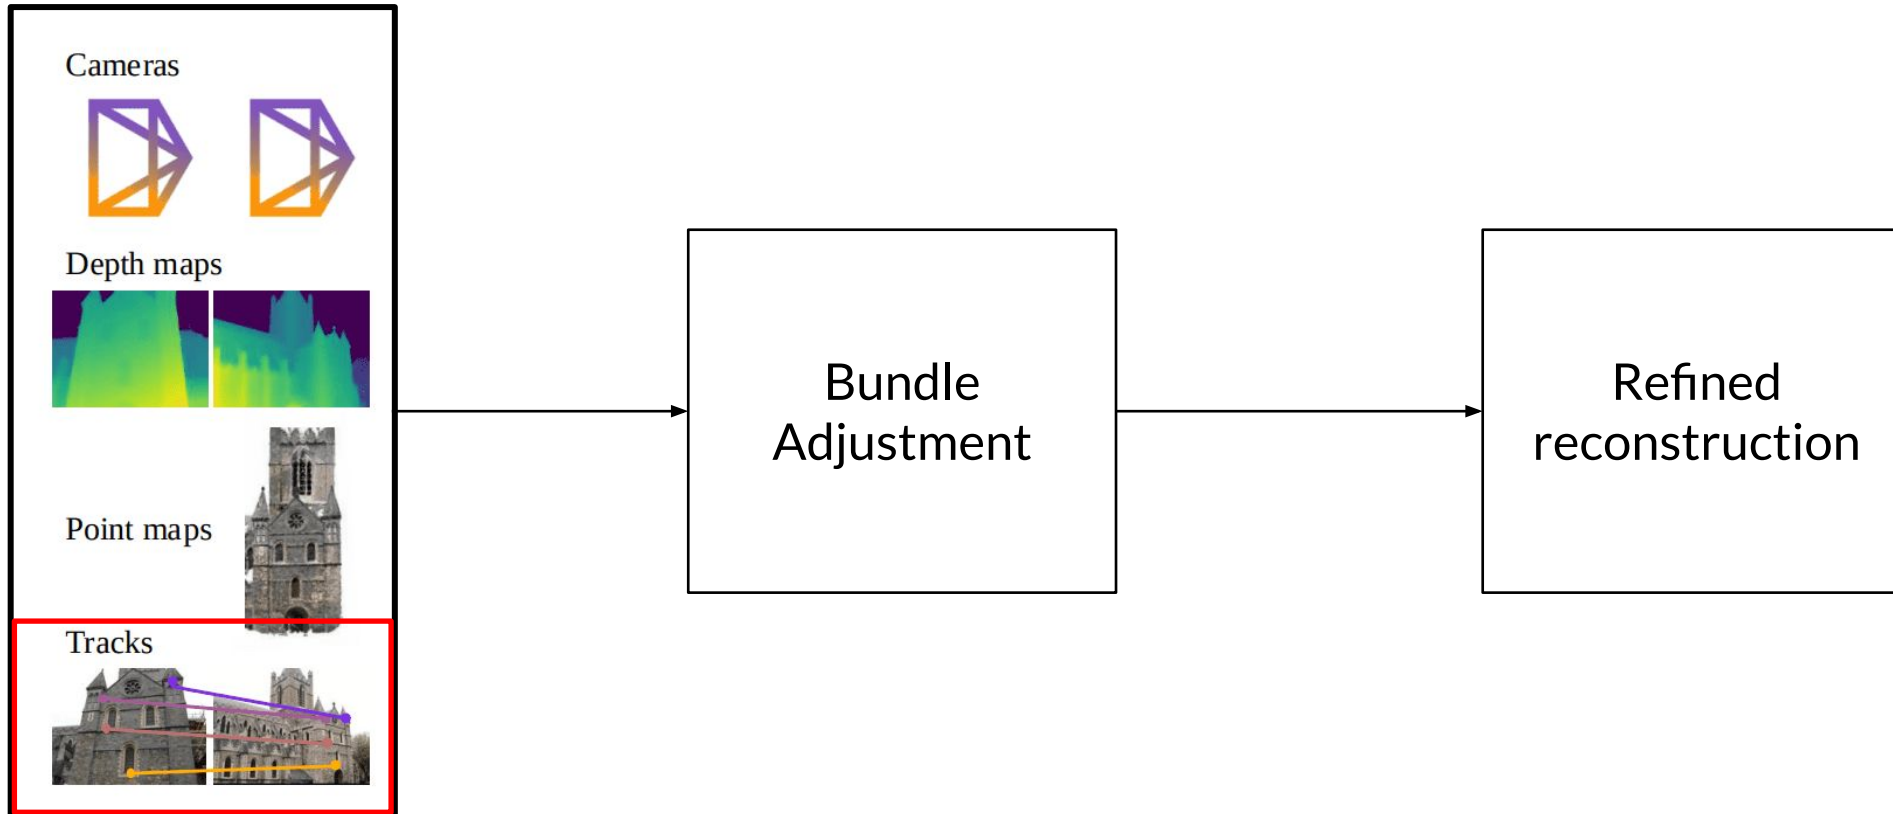 Cameras
Depth maps
Point maps
Tracks
Bundle
Adjustment
Refined
reconstruction